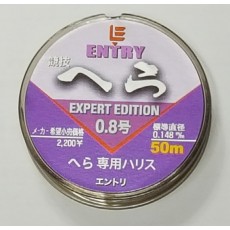 ENTRY
競技
へら
EXPERT EDITION
0.8号
メーカー希望小売価格
2,200¥
標準直径
0.148㎜
50m
へら専用ハリス
エントリ